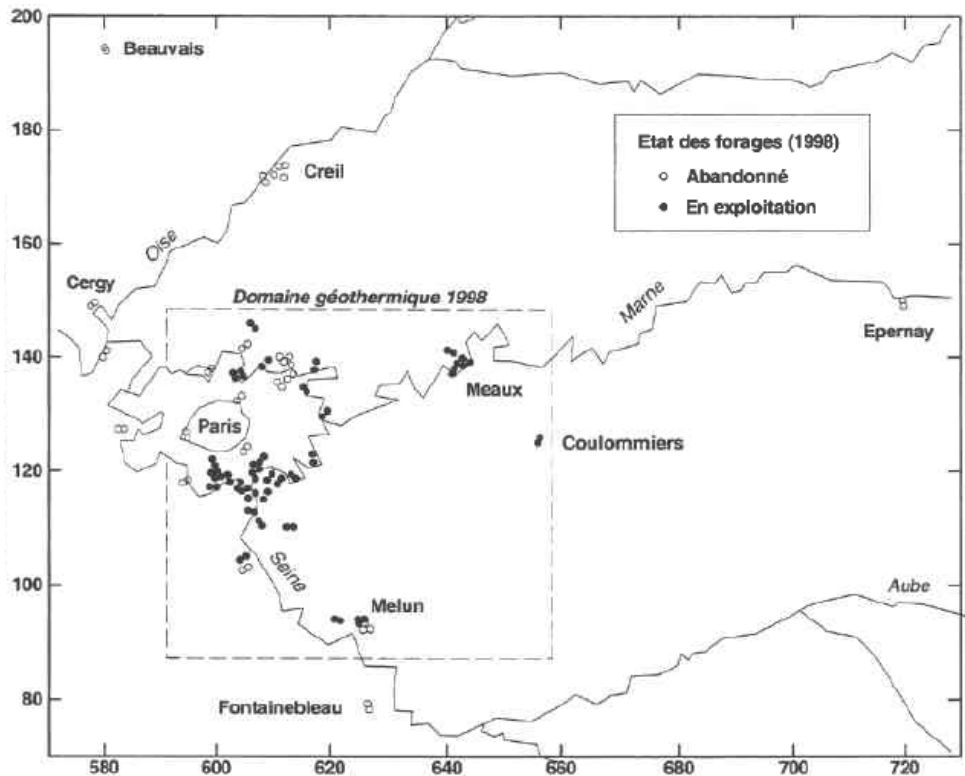 200
180
160
140
120
100
80
Beauvais
Creil
Oise
Cergy
Etat des forages (1998)
Abandonné
En exploitation
Domaine géothermique 1998
Marne
Epernay
Meaux
Paris
Coulommiers
Seine
Melun
Aube
Fontainebleau
580 600 620 640 660 680 700 720